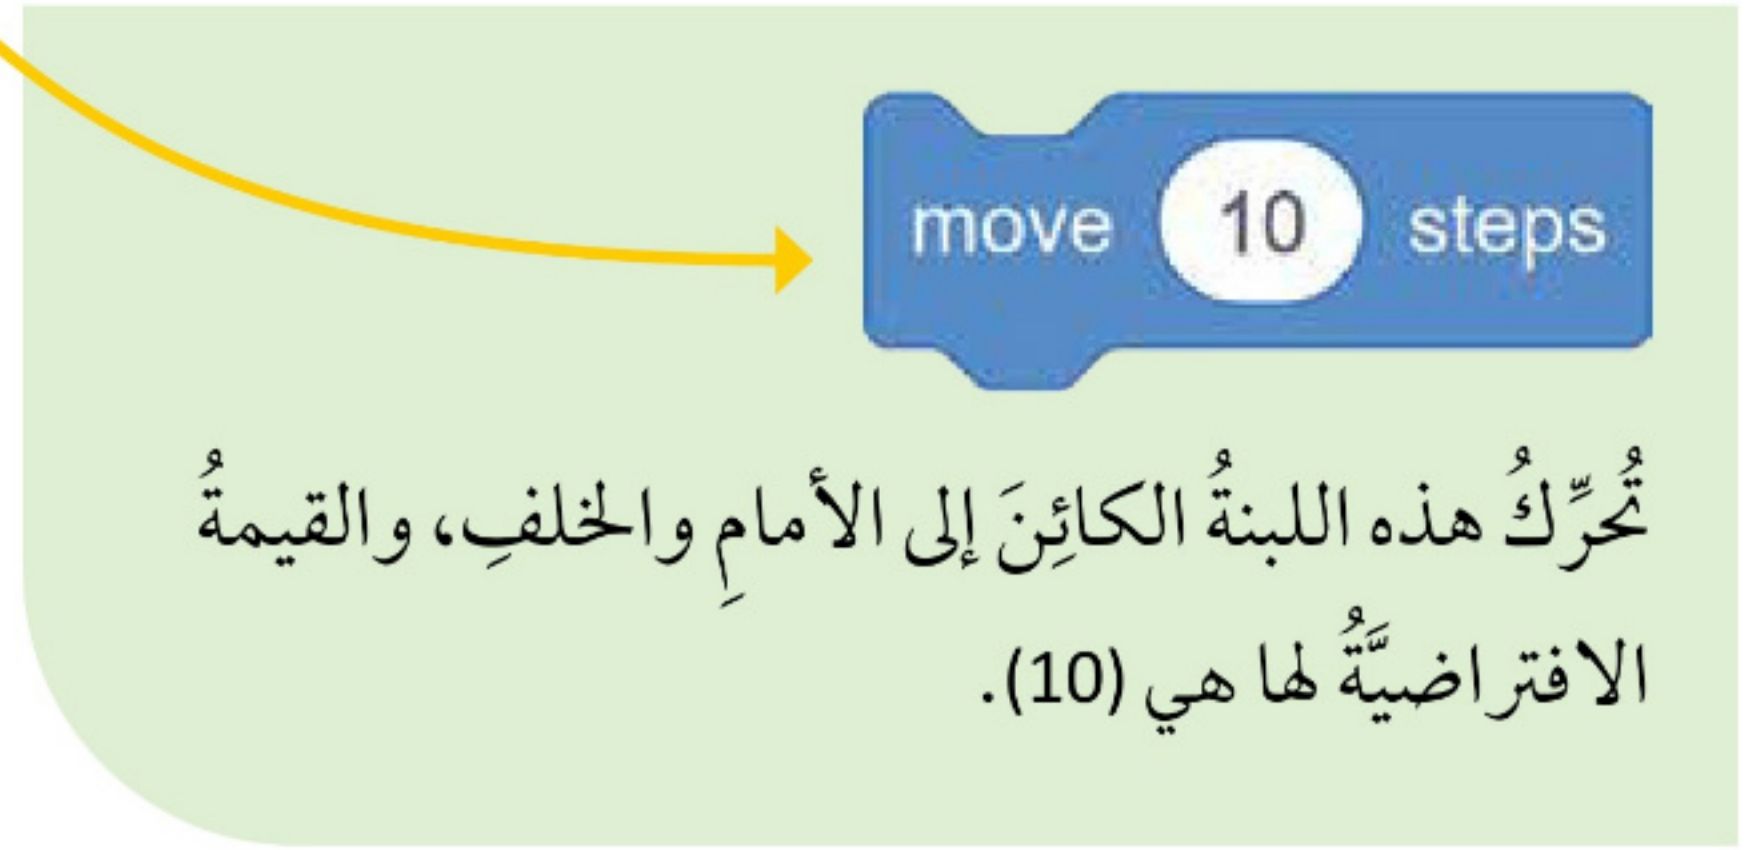 move 10 steps
تُحرِّكُ هذه اللبنةُ الكائِنَ إلى الأمامِ والخلفِ، والقيمةُ
الافتراضيَّةُ لها هي (10).